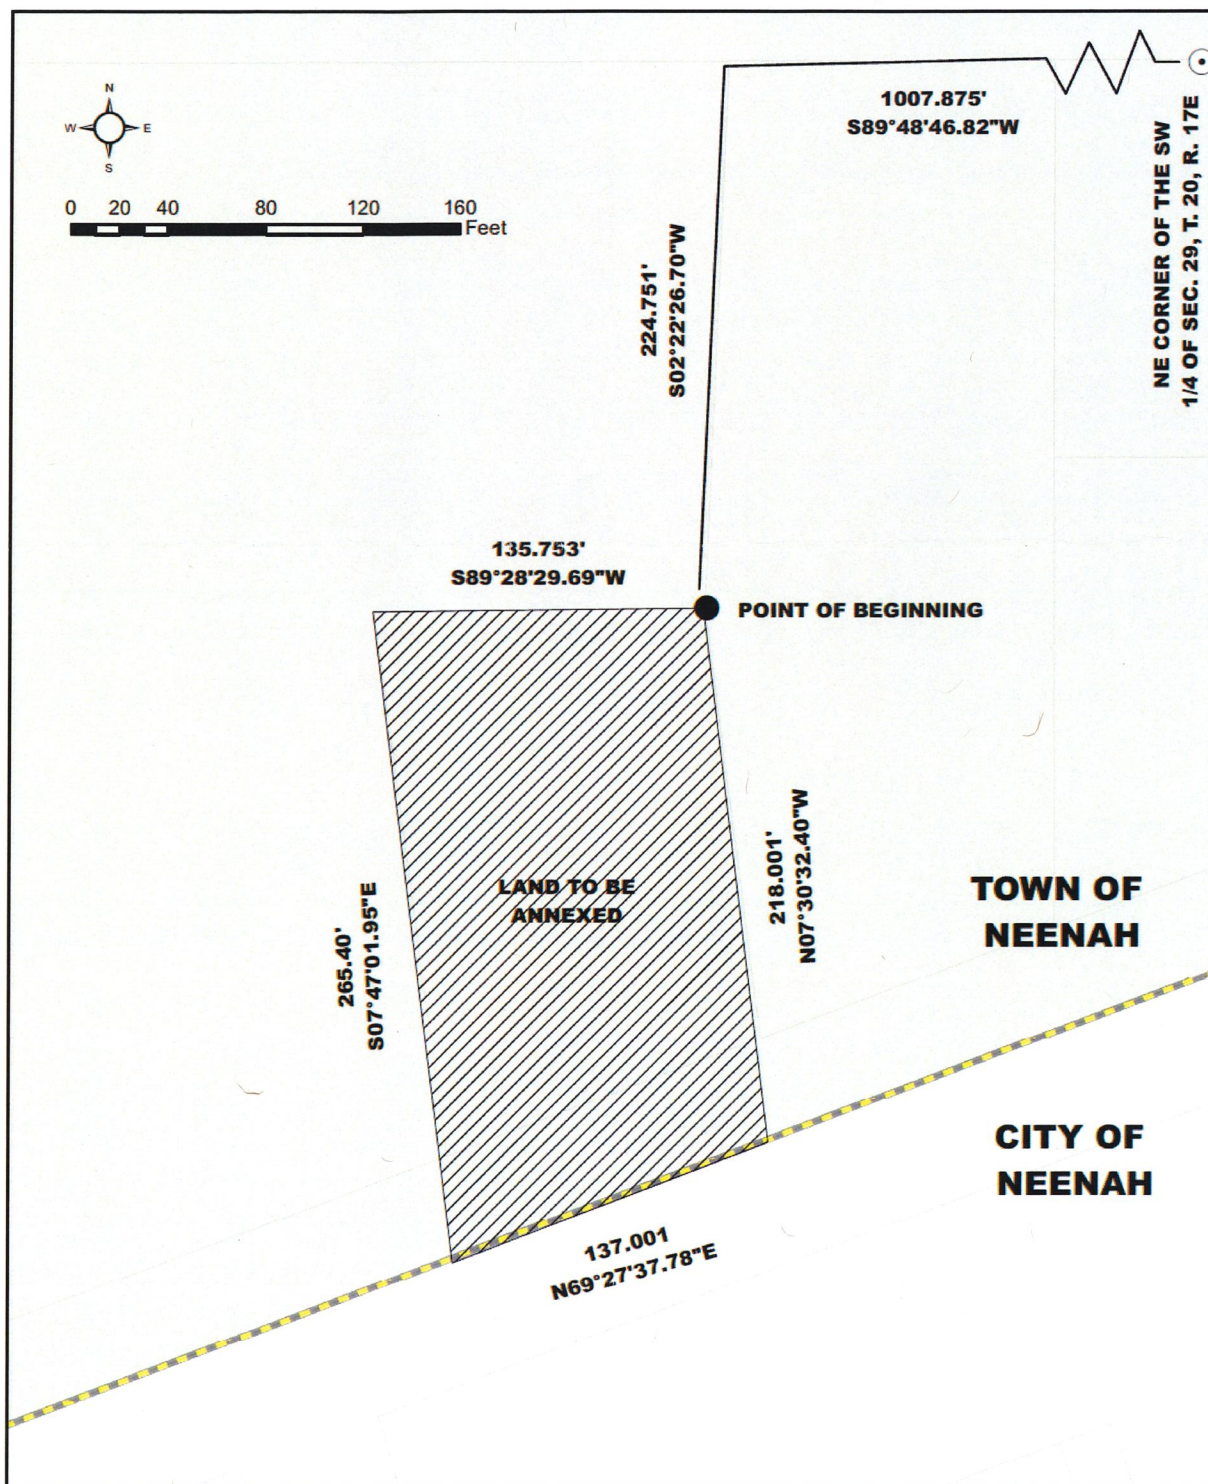 N
W E
S
0 20 40 80 120 160
Feet
1007.875'
S89°48'46.82"W
NE CORNER OF THE SW
1/4 OF SEC. 29, T. 20, R. 17E
224.751'
S02°22'26.70"W
135.753'
S89°28'29.69"W
POINT OF BEGINNING
218.001'
N07°30'32.40"W
LAND TO BE
ANNEXED
265.40'
S07°47'01.95"E
TOWN OF
NEENAH
CITY OF
NEENAH
137.001
N69°27'37.78"E